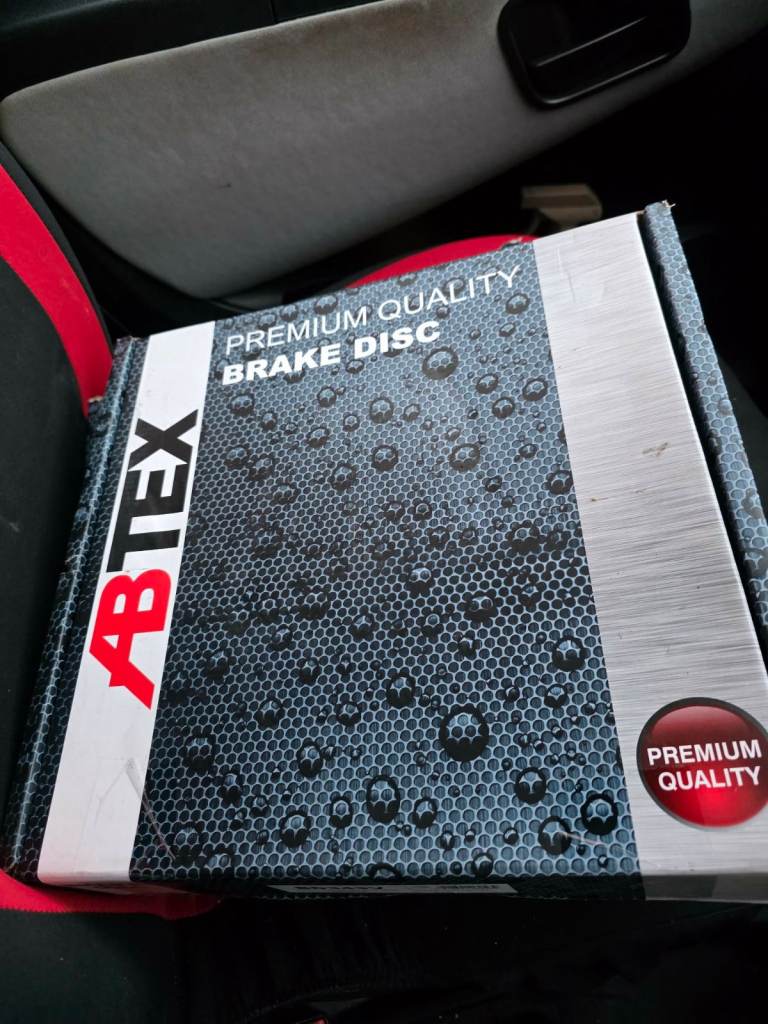 PREMIUM QUALITY
BRAKE DISC
ABTEX
PREMIUM
QUALITY